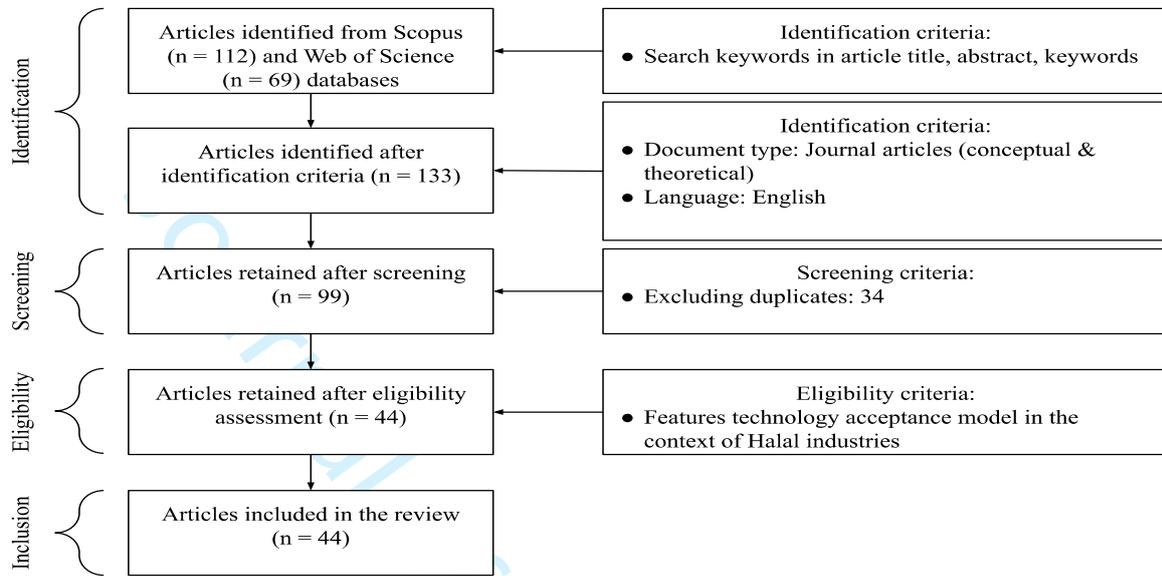 Identification
Articles identified from Scopus
(n = 112) and Web of Science
(n = 69) databases
Identification criteria:
● Search keywords in article title, abstract, keywords
Articles identified after
identification criteria (n = 133)
Identification criteria:
● Document type: Journal articles (conceptual &
theoretical)
● Language: English
Screening
Articles retained after screening
(n = 99)
Screening criteria:
● Excluding duplicates: 34
Eligibility
Articles retained after eligibility
assessment (n = 44)
Eligibility criteria:
● Features technology acceptance model in the
context of Halal industries
Inclusion
Articles included in the review
(n = 44)